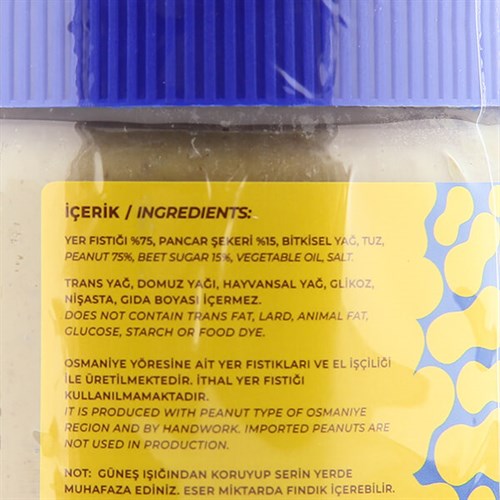 İÇERİK / INGREDIENTS:
YER FISTIĞI %75, PANCAR ŞEKERİ %15, BİTKİSEL YAĞ, TUZ,
PEANUT 75%, BEET SUGAR 15%, VEGETABLE OIL, SALT.
TRANS YAĞ, DOMUZ YAĞI, HAYVANSAL YAĞ, GLİKOZ,
NİŞASTA, GIDA BOYASI İÇERMEZ.
DOES NOT CONTAIN TRANS FAT, LARD, ANIMAL FAT,
GLUCOSE, STARCH OR FOOD DYE.
OSMANİYE YÖRESİNE AİT YER FISTIKLARI VE EL İŞÇİLİĞİ
İLE ÜRETİLMEKTEDİR. İTHAL YER FISTIĞI
KULLANILMAMAKTADIR.
IT IS PRODUCED WITH PEANUT TYPE OF OSMANIYE
REGION AND BY HANDWORK. IMPORTED PEANUTS ARE
NOT USED IN PRODUCTION.
NOT: GÜNEŞ IŞIĞINDAN KORUYUP SERİN YERDE
MUHAFAZA EDİNİZ. ESER MİKTARDA FINDIK İÇEREBİLİR.